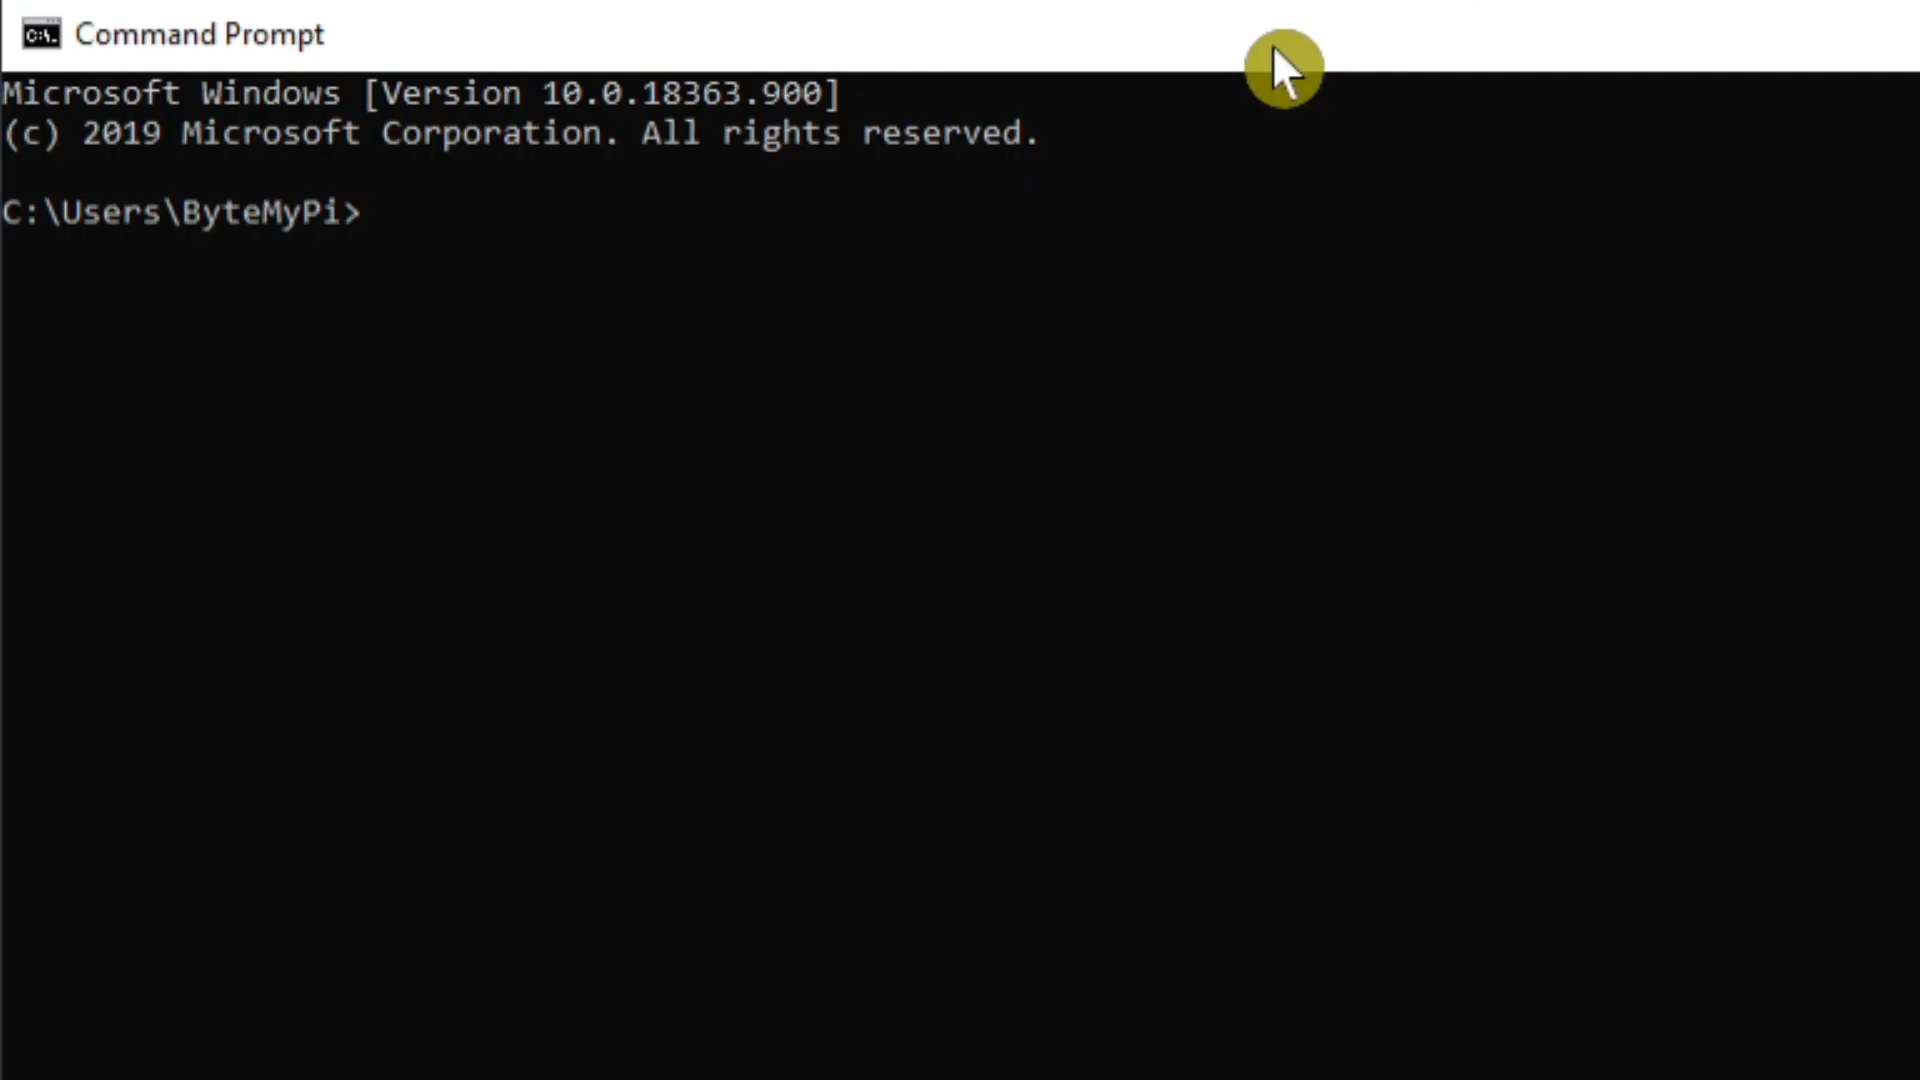 Command Prompt
Microsoft Windows [Version 10.0.18363.900]
(c) 2019 Microsoft Corporation. All rights reserved.
C:\Users\ByteMyPi>